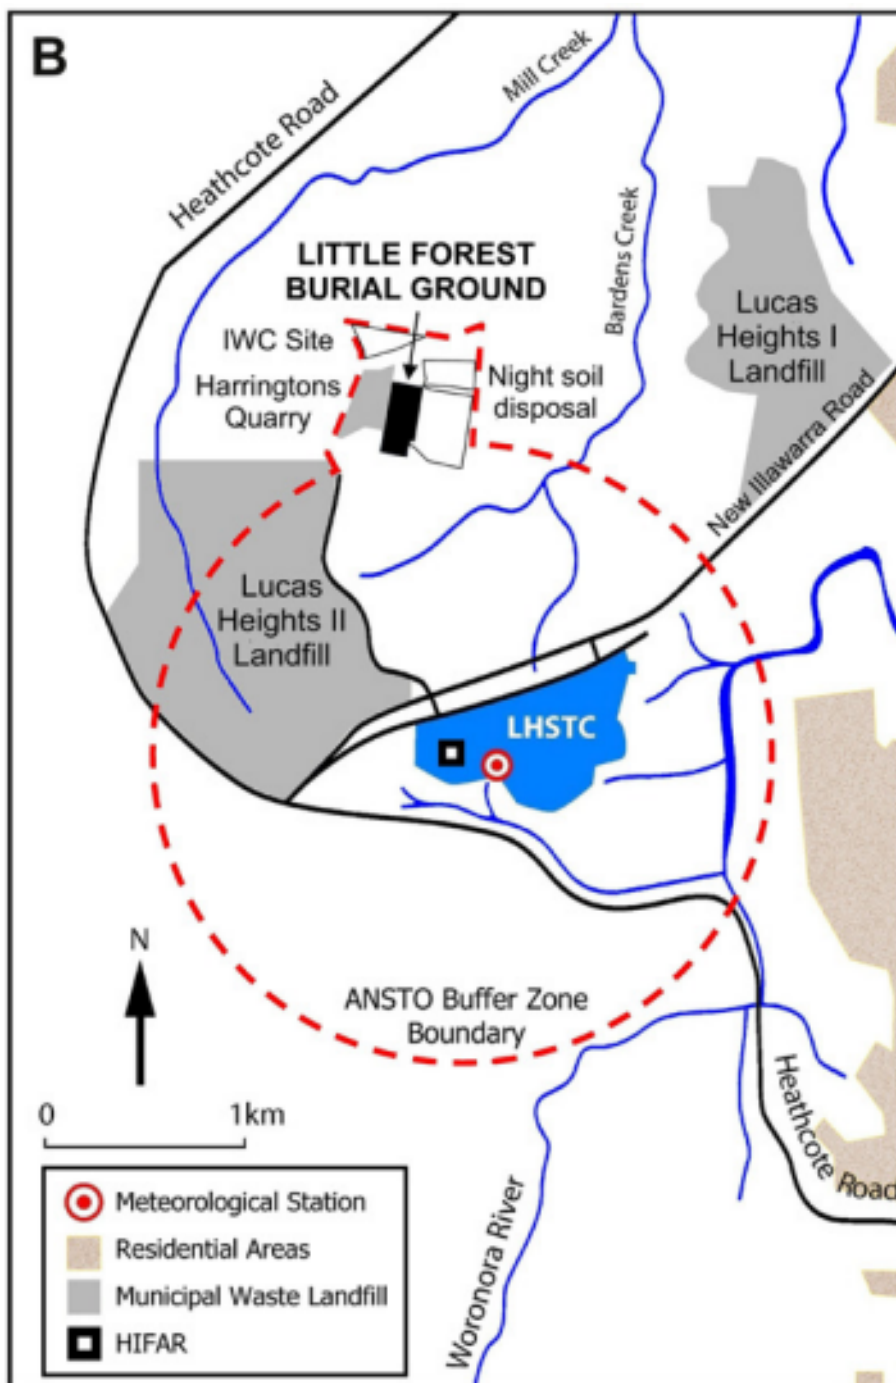 B
Heathcote Road
Mill Creek
Bardens Creek
LITTLE FOREST
BURIAL GROUND
IWC Site
Harringtons
Quarry
Night soil
disposal
Lucas
Heights I
Landfill
New Illawarra Road
Lucas
Heights II
Landfill
LHSTC
N
ANSTO Buffer Zone
Boundary
0 1km
Heathcote Road
Woronora River
Meteorological Station
Residential Areas
Municipal Waste Landfill
HIFAR